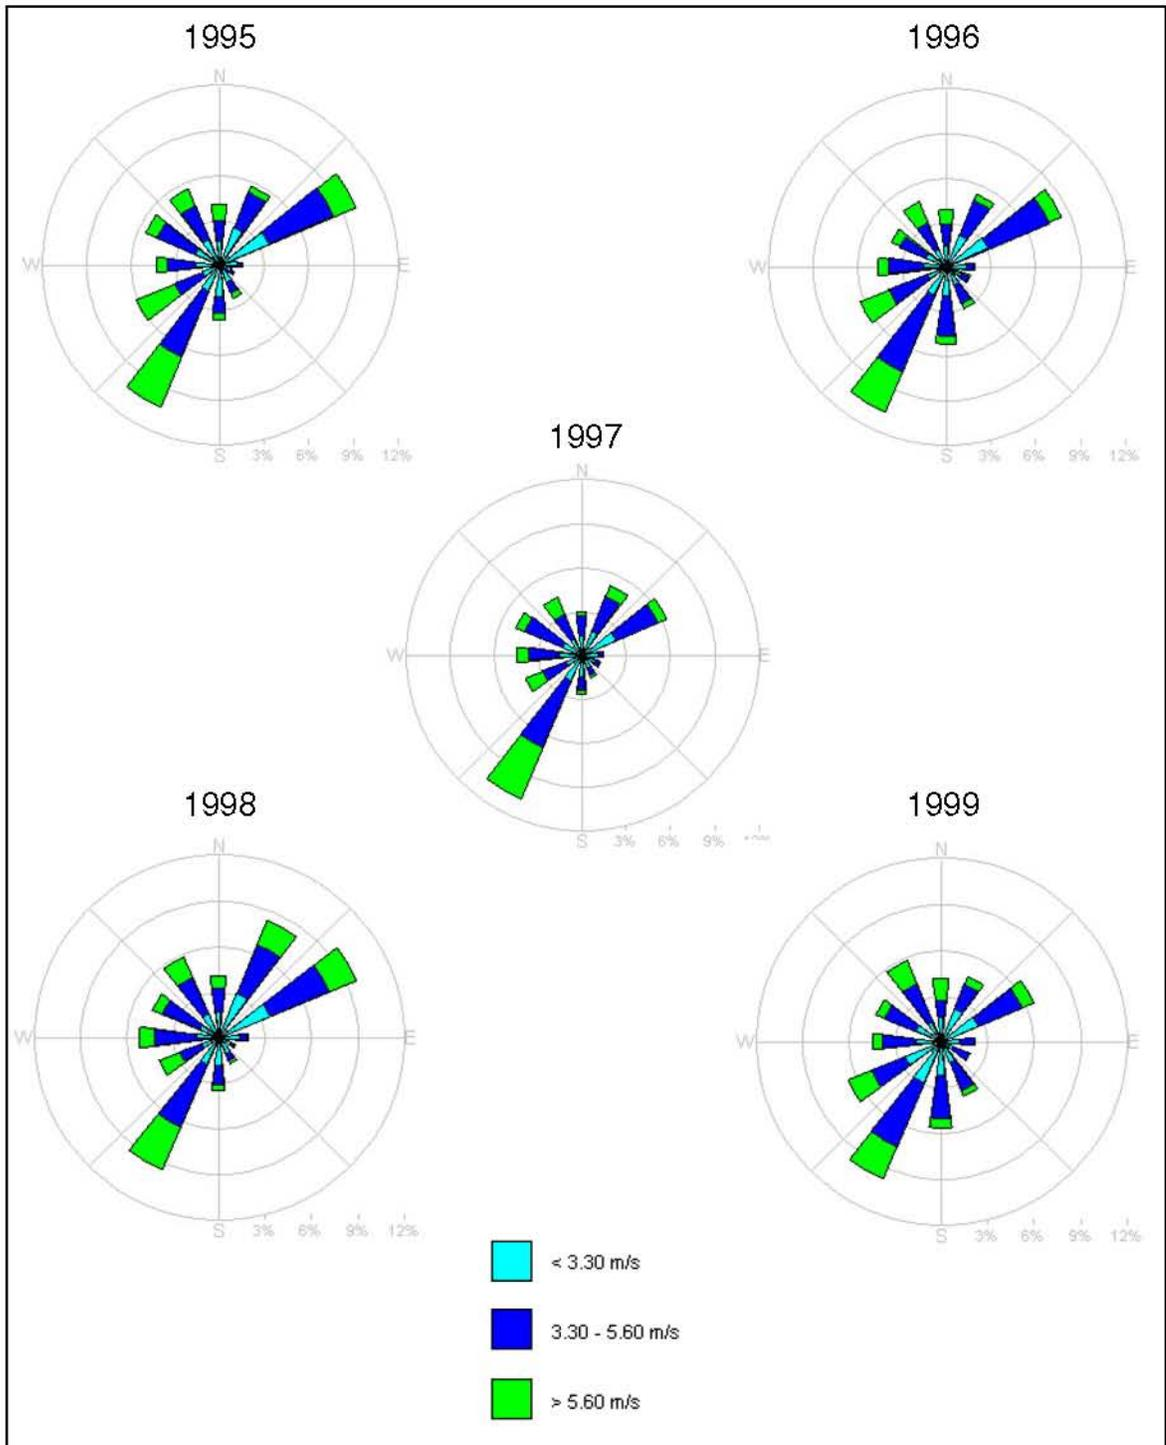 1995 1996
N N
W E W E
S 3% 6% 9% 12% S 3% 6% 9% 12%
1997
N
W E
S 3% 6% 9%
1998 1999
N N
W E W E
S 3% 6% 9% 12% S 3% 6% 9% 12%
< 3.30 m/s
3.30 - 5.60 m/s
> 5.60 m/s